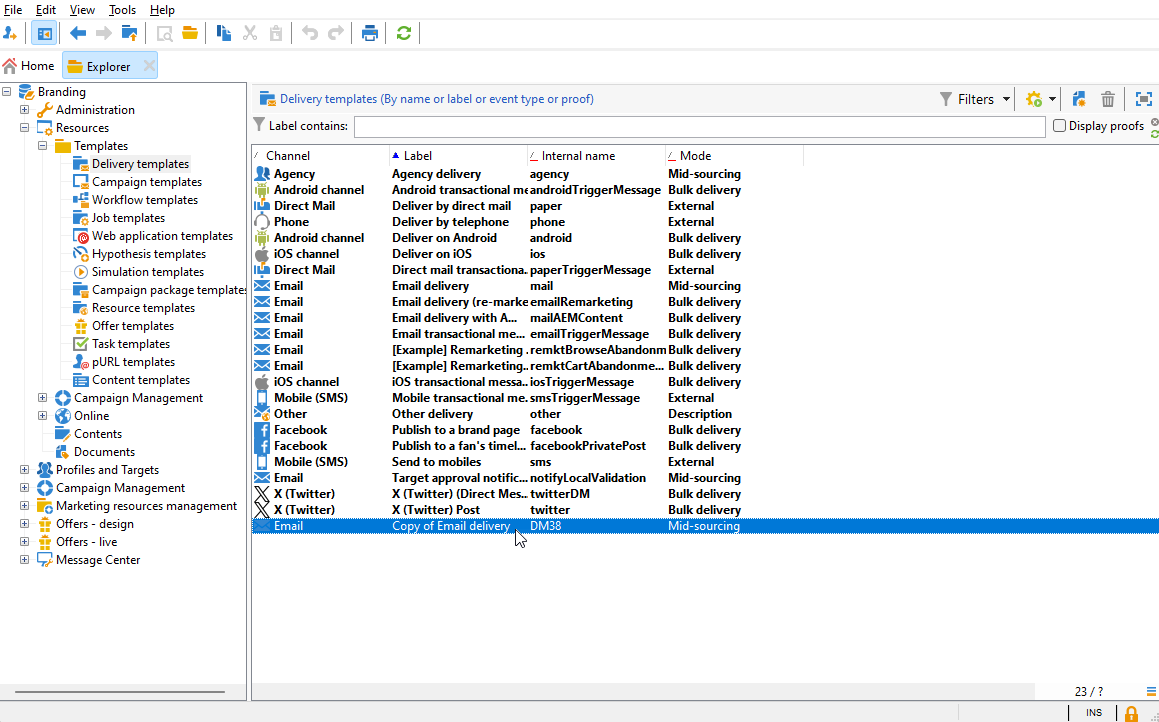 File Edit View Tools Help
Home Explorer
Branding
Administration
Resources
Templates
Delivery templates
Campaign templates
Workflow templates
Job templates
Web application templates
Hypothesis templates
Simulation templates
Campaign package templates
Resource templates
Offer templates
Task templates
pURL templates
Content templates
Campaign Management
Online
Contents
Documents
Profiles and Targets
Campaign Management
Marketing resources management
Offers - design
Offers - live
Message Center
Delivery templates (By name or label or event type or proof) Filters
Label contains: Display proofs
Channel Label Internal name Mode
Agency Agency delivery agency Mid-sourcing
Android channel Android transactional me androidTriggerMessage Bulk delivery
Direct Mail Deliver by direct mail paper External
Phone Deliver by telephone phone External
Android channel Deliver on Android android Bulk delivery
iOS channel Deliver on iOS ios Bulk delivery
Direct Mail Direct mail transactiona... paperTriggerMessage External
Email Email delivery mail Mid-sourcing
Email Email delivery (re-marke emailRemarketing Bulk delivery
Email Email delivery with A... mailAEMContent Bulk delivery
Email Email transactional me... emailTriggerMessage Bulk delivery
Email [Example] Remarketing . remktBrowseAbandonm Bulk delivery
Email [Example] Remarketing.. remktCartAbandonme... Bulk delivery
iOS channel iOS transactional messa... iosTriggerMessage Bulk delivery
Mobile (SMS) Mobile transactional me.. smsTriggerMessage External
Other Other delivery other Description
Facebook Publish to a brand page facebook Bulk delivery
Facebook Publish to a fan's timel... facebookPrivatePost Bulk delivery
Mobile (SMS) Send to mobiles sms External
Email Target approval notific... notifyLocalValidation Mid-sourcing
X (Twitter) X (Twitter) (Direct Mes... twitterDM Bulk delivery
X (Twitter) X (Twitter) Post twitter Bulk delivery
Email Copy of Email delivery DM38 Mid-sourcing
23 / ?
INS